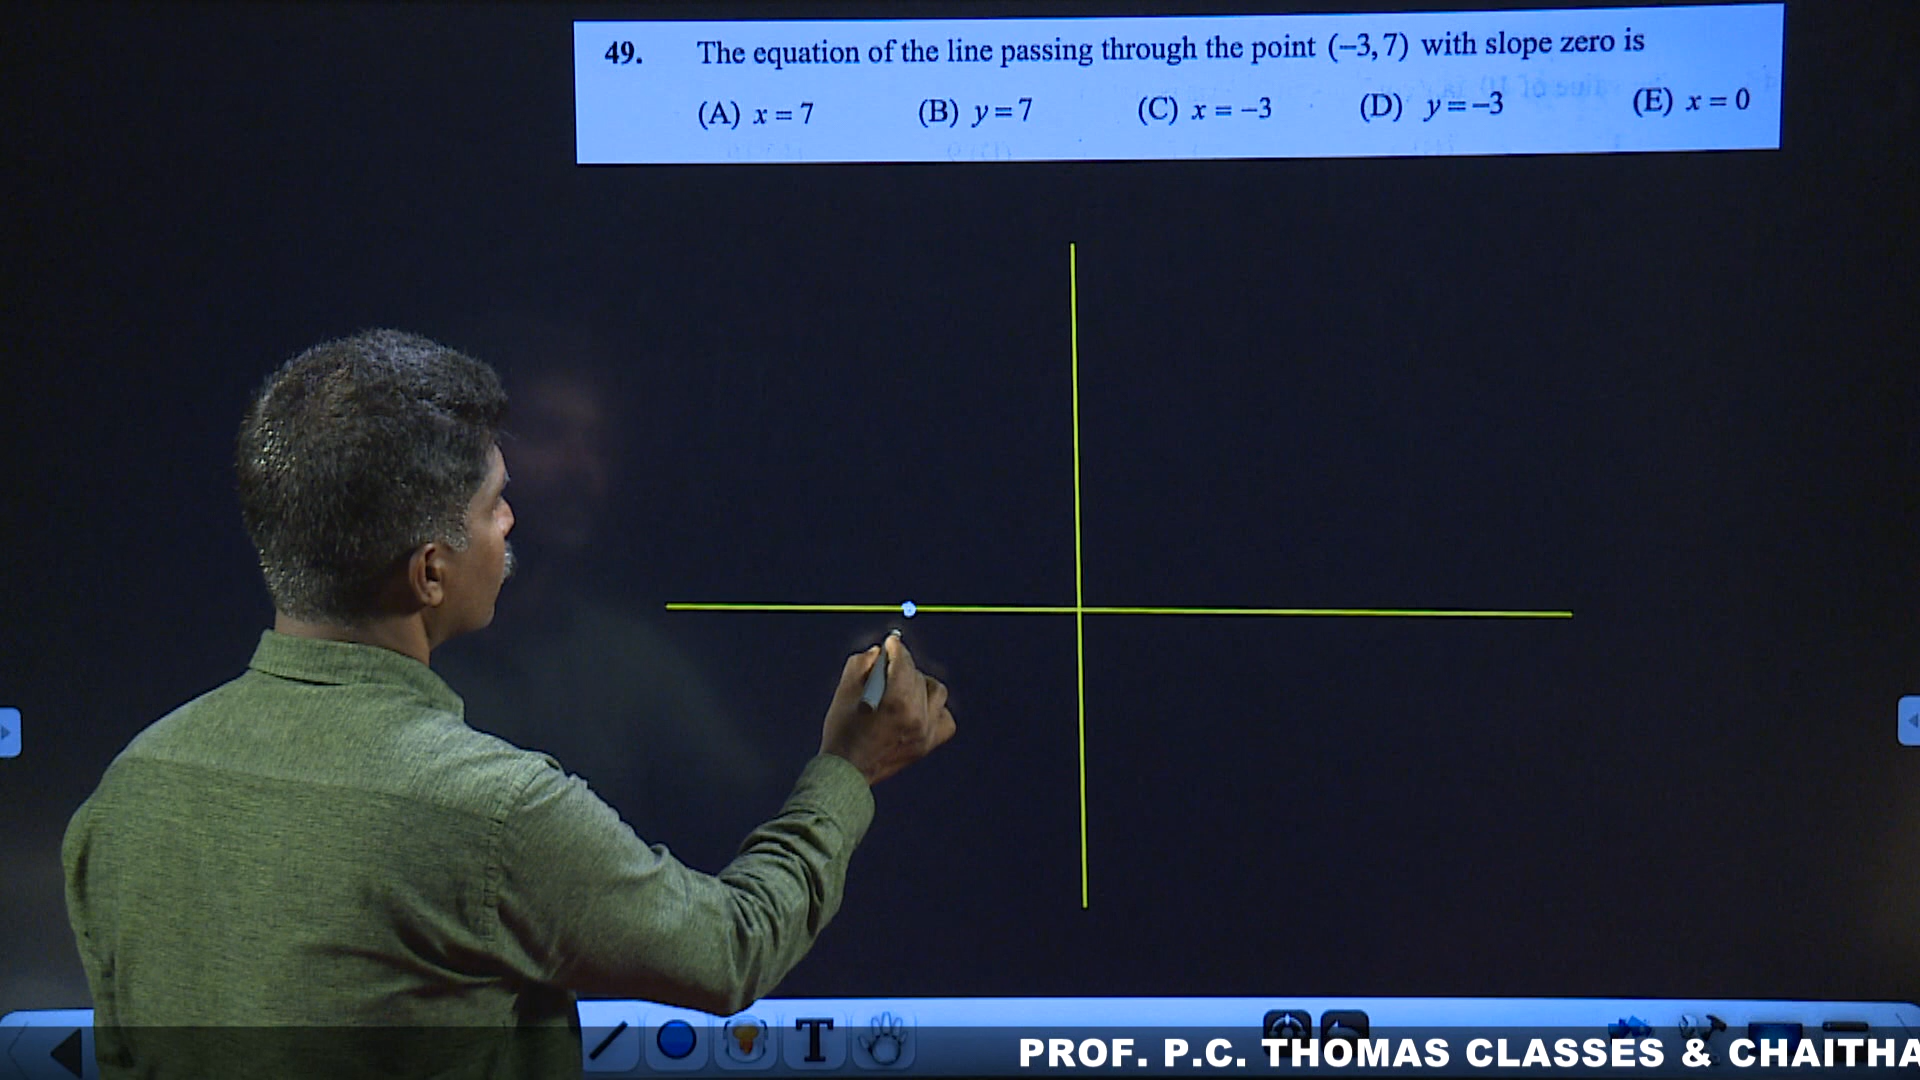 49. The equation of the line passing through the point (−3, 7) with slope zero is
(A) x = 7 (B) y = 7 (C) x = −3 (D) y = −3 (E) x = 0
T
PROF. P.C. THOMAS CLASSES & CHAITHA